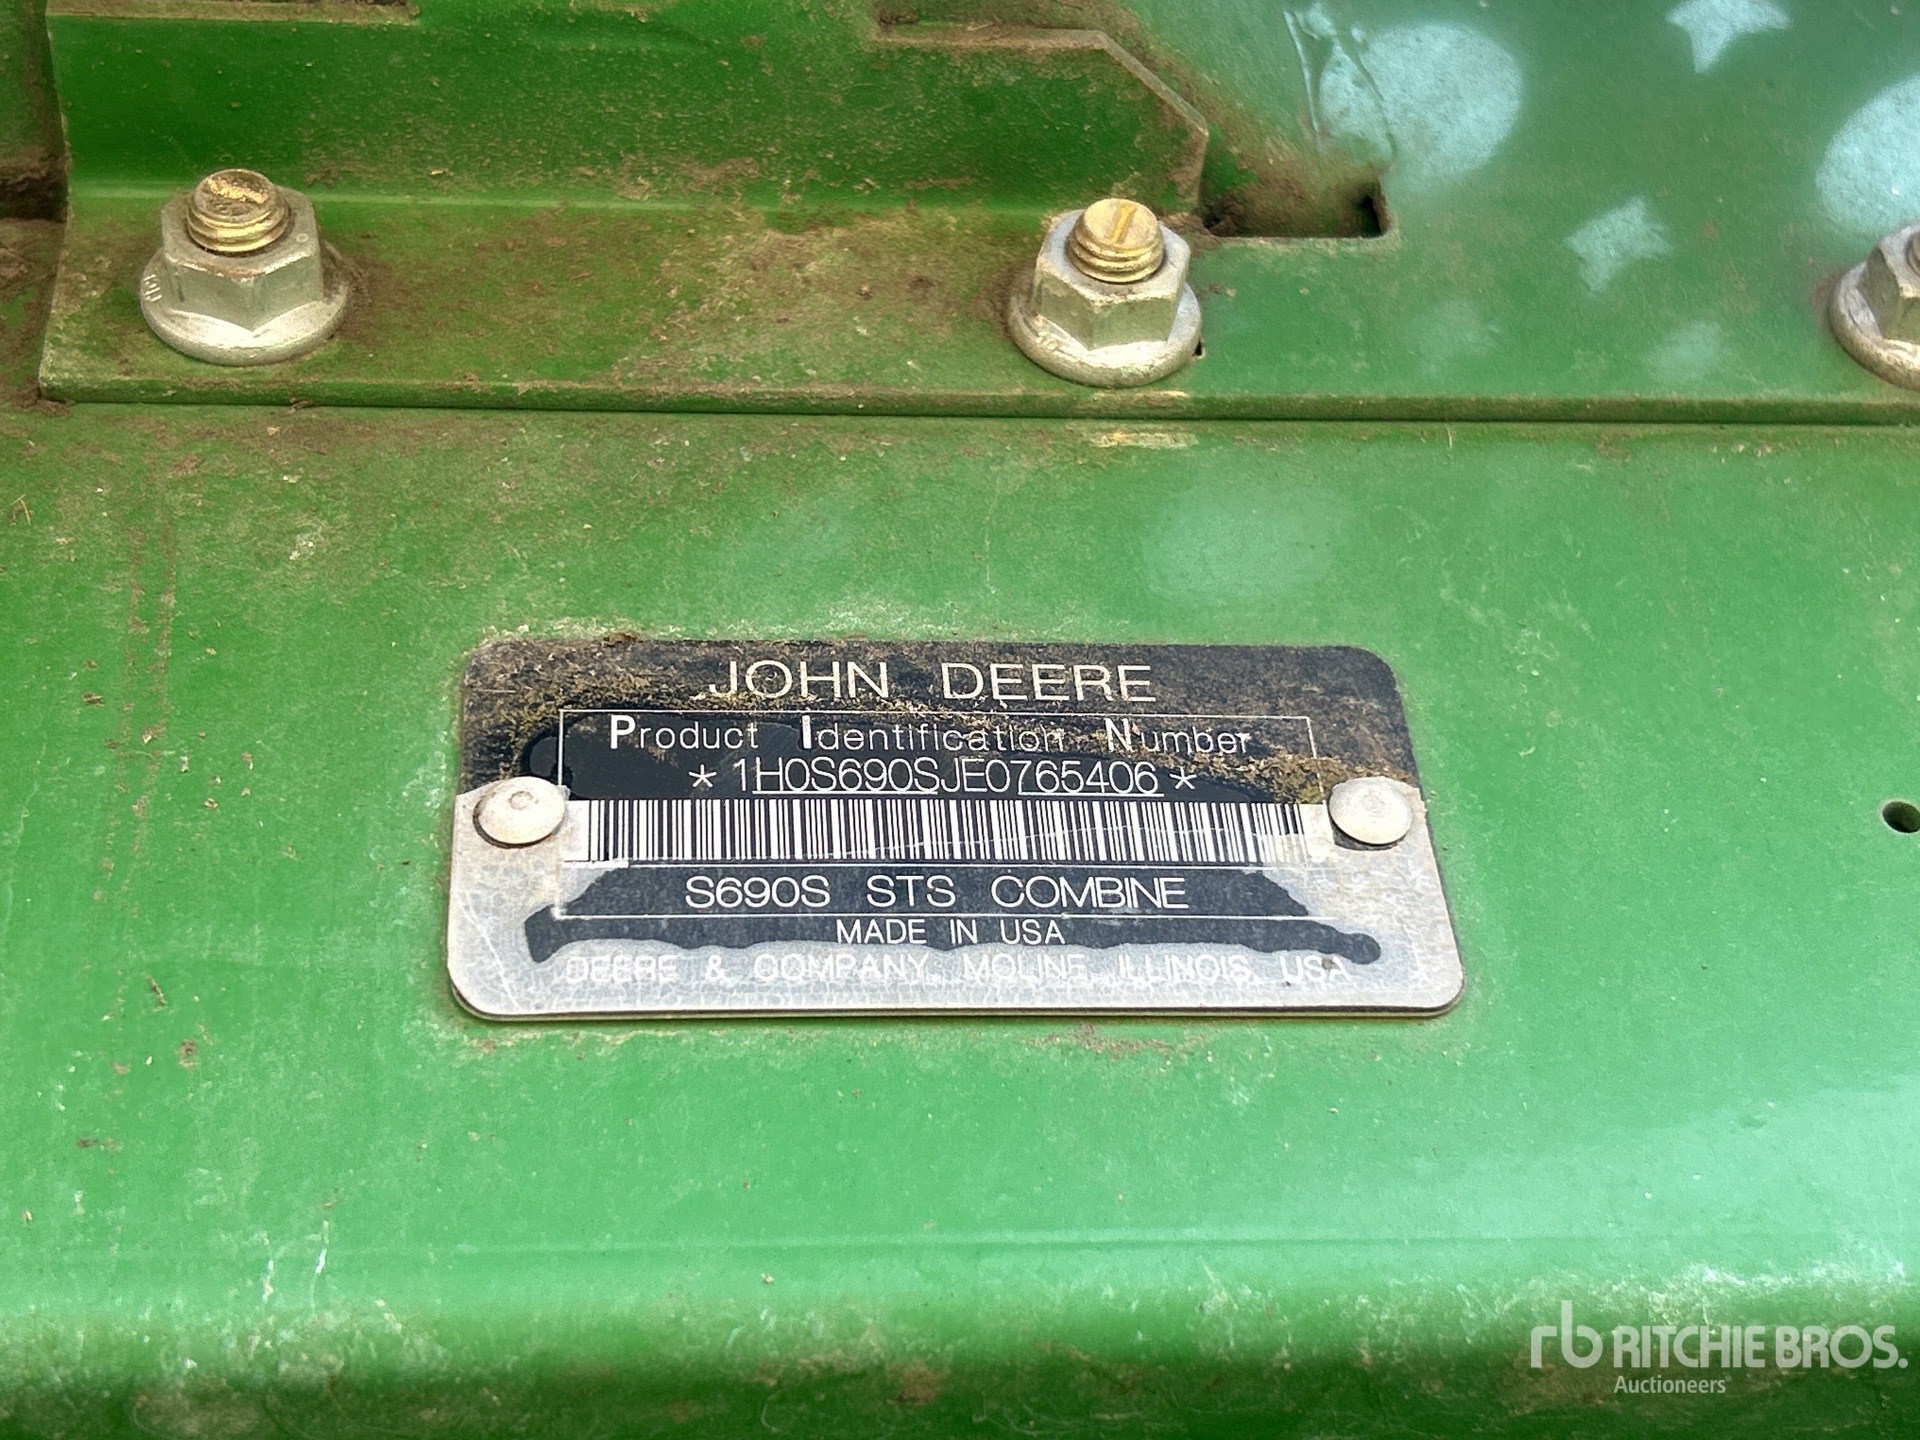 JOHN DEERE
Product Identification Number
*1H0S690SJE0765406*
S690S STS COMBINE
MADE IN USA
DEERE & COMPANY, MOLINE, ILLINOIS, USA
rb RITCHIE BROS.
Auctioneers